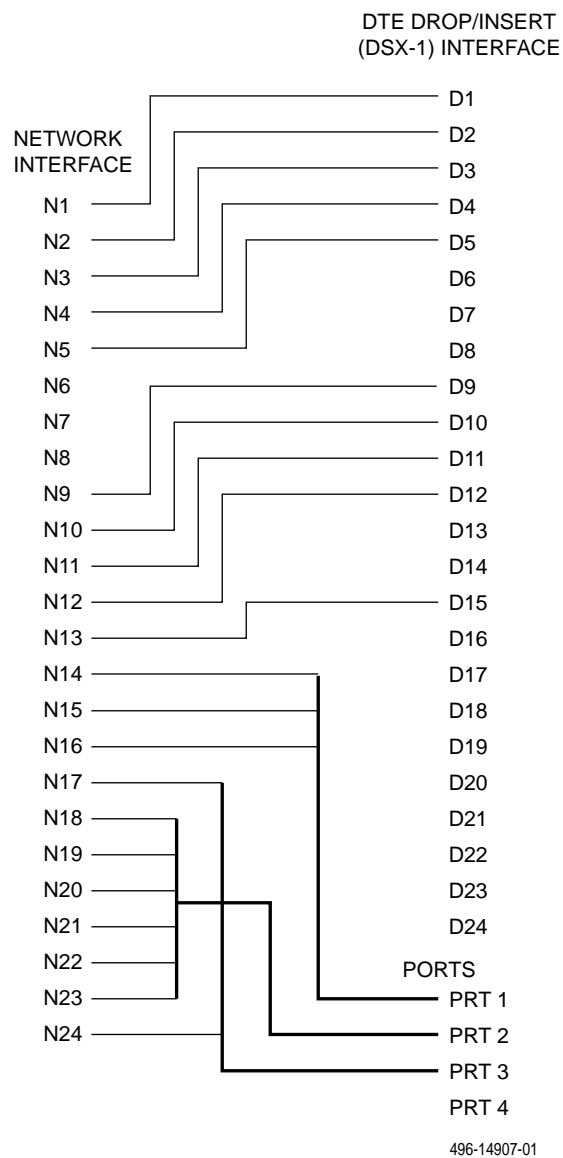 DTE DROP/INSERT
(DSX-1) INTERFACE
NETWORK
INTERFACE
D1
D2
D3
N1
D4
N2
D5
N3
D6
N4
D7
N5
D8
N6
D9
N7
D10
N8
D11
N9
D12
N10
D13
N11
D14
N12
D15
N13
D16
N14
D17
N15
D18
N16
D19
N17
D20
N18
D21
N19
D22
N20
D23
N21
D24
N22
PORTS
N23
PRT 1
N24
PRT 2
PRT 3
PRT 4
496-14907-01